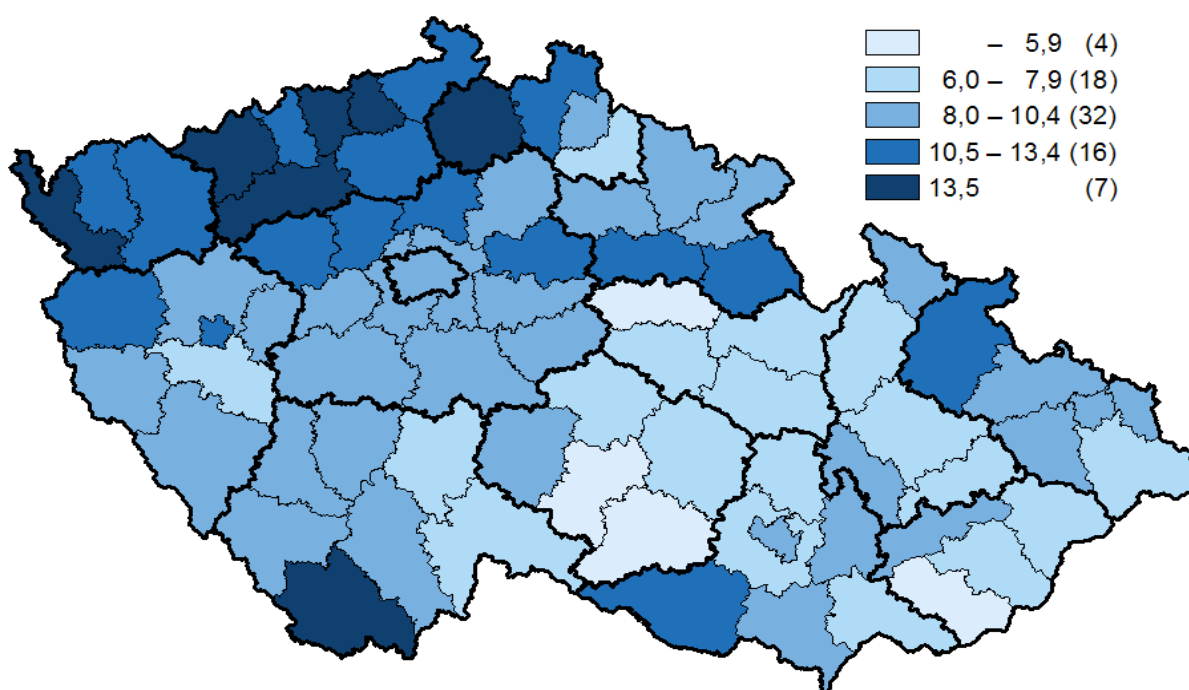 – 5,9 (4)
6,0 – 7,9 (18)
8,0 – 10,4 (32)
10,5 – 13,4 (16)
13,5 (7)